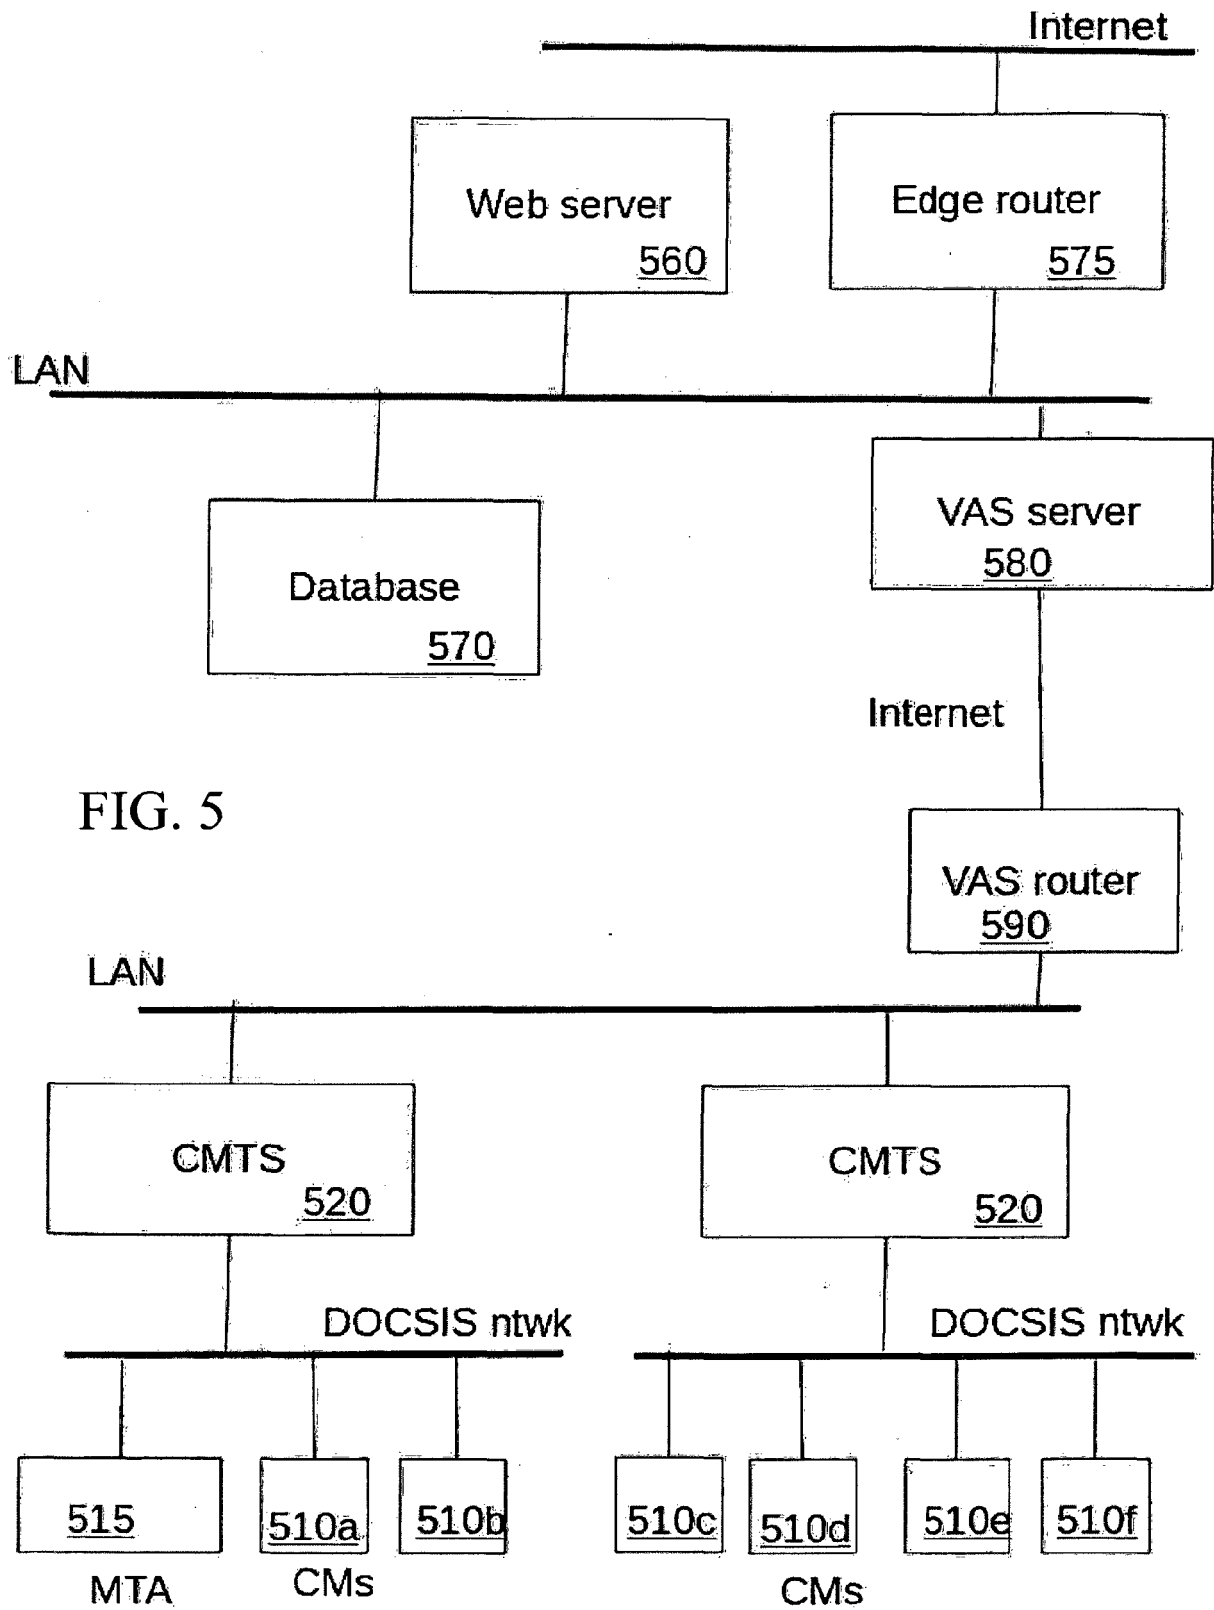 Internet
Web server
560
Edge router
575
LAN
VAS server
580
Database
570
Internet
FIG. 5
VAS router
590
LAN
CMTS
520
CMTS
520
DOCSIS ntwk
DOCSIS ntwk
515
510a
510b
510c
510d
510e
510f
MTA
CMs
CMs